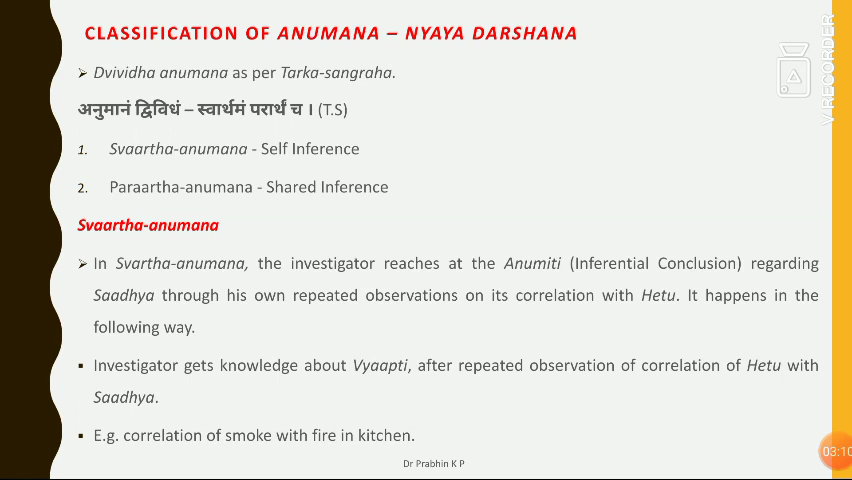 CLASSIFICATION OF ANUMANA – NYAYA DARSHANA
➢ Dvividha anumana as per Tarka-sangraha.
अनुमानं द्विविधं – स्वार्थमं परार्थं च । (T.S)
1. Svaartha-anumana - Self Inference
2. Paraartha-anumana - Shared Inference
Svaartha-anumana
➢ In Svartha-anumana, the investigator reaches at the Anumiti (Inferential Conclusion) regarding
Saadhya through his own repeated observations on its correlation with Hetu. It happens in the
following way.
▪ Investigator gets knowledge about Vyaapti, after repeated observation of correlation of Hetu with
Saadhya.
▪ E.g. correlation of smoke with fire in kitchen.
Dr Prabhin K P
V RECORDER
03:10